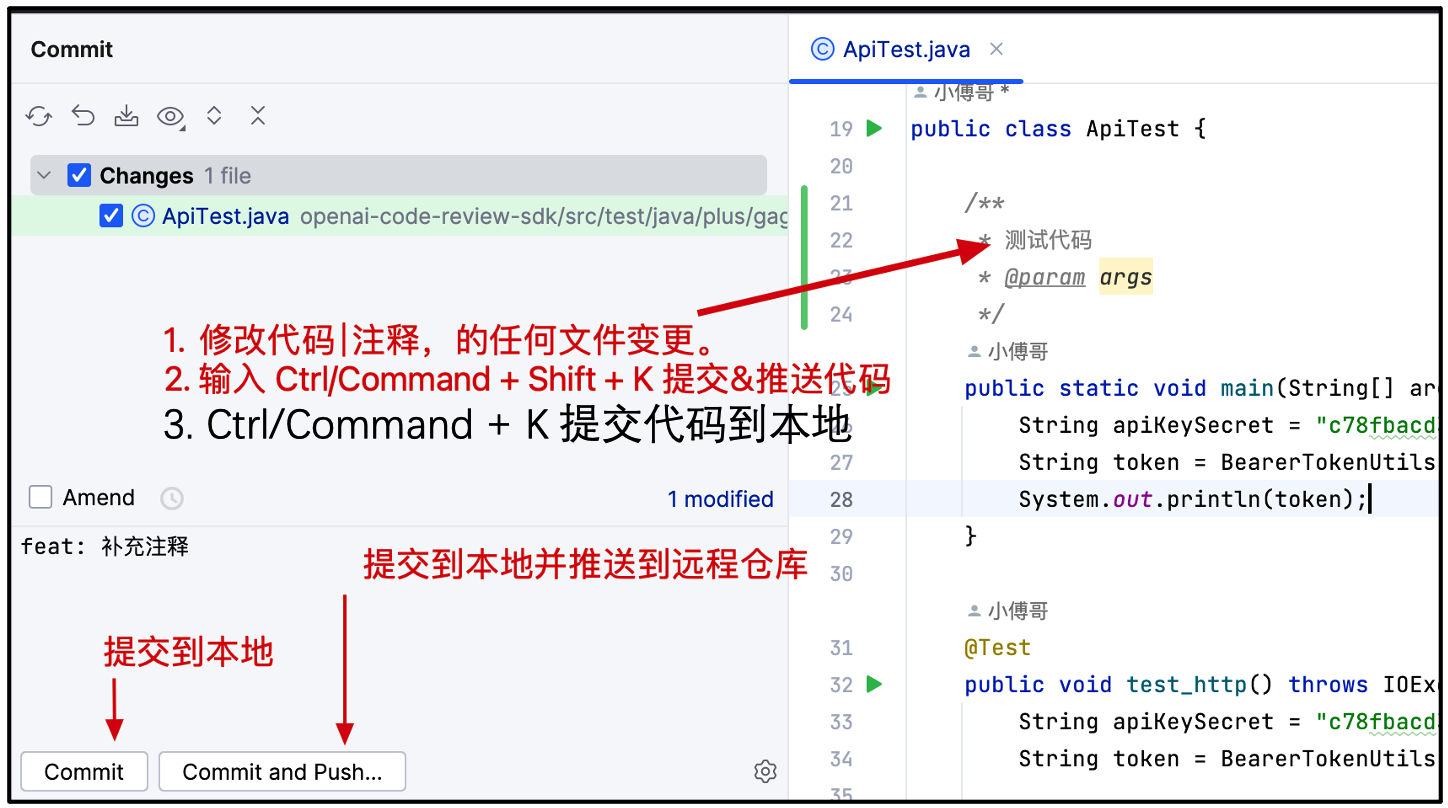 Commit
Changes 1 file
ApiTest.java openai-code-review-sdk/src/test/java/plus/gag
1. 修改代码|注释，的任何文件变更。
2. 输入 Ctrl/Command + Shift + K 提交&推送代码
3. Ctrl/Command + K 提交代码到本地
Amend
1 modified
feat: 补充注释
提交到本地并推送到远程仓库
提交到本地
Commit
Commit and Push...
ApiTest.java
小傅哥 *
19 public class ApiTest {
20
21 /**
22 * 测试代码
23 * @param args
24 */
小傅哥
25 public static void main(String[] ar
26 String apiKeySecret = "c78fbacd
27 String token = BearerTokenUtils
28 System.out.println(token);
29 }
30
小傅哥
31 @Test
32 public void test_http() throws IOEx
33 String apiKeySecret = "c78fbacd
34 String token = BearerTokenUtils
35